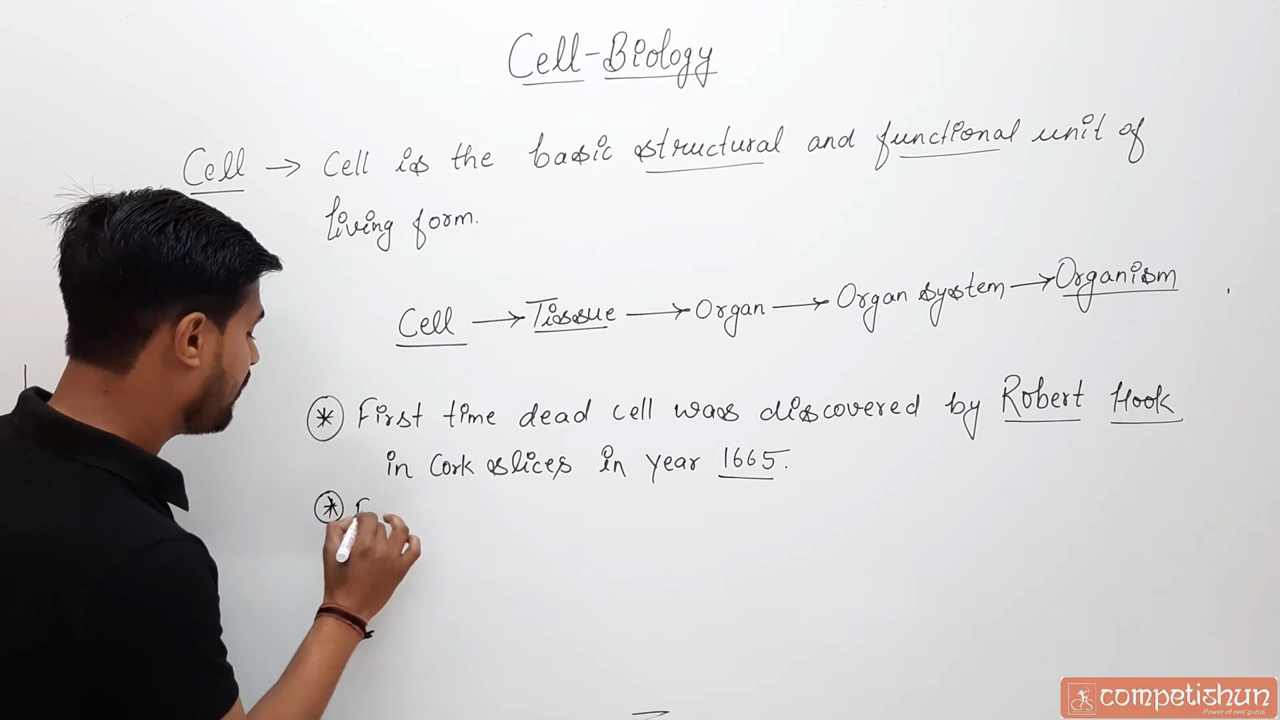 Cell-Biology
Cell → Cell is the basic structural and functional unit of
living form.
Cell → Tissue → Organ → Organ system → Organism
* First time dead cell was discovered by Robert Hook
in Cork slices in year 1665.
* F
competishun
Power of real gurus